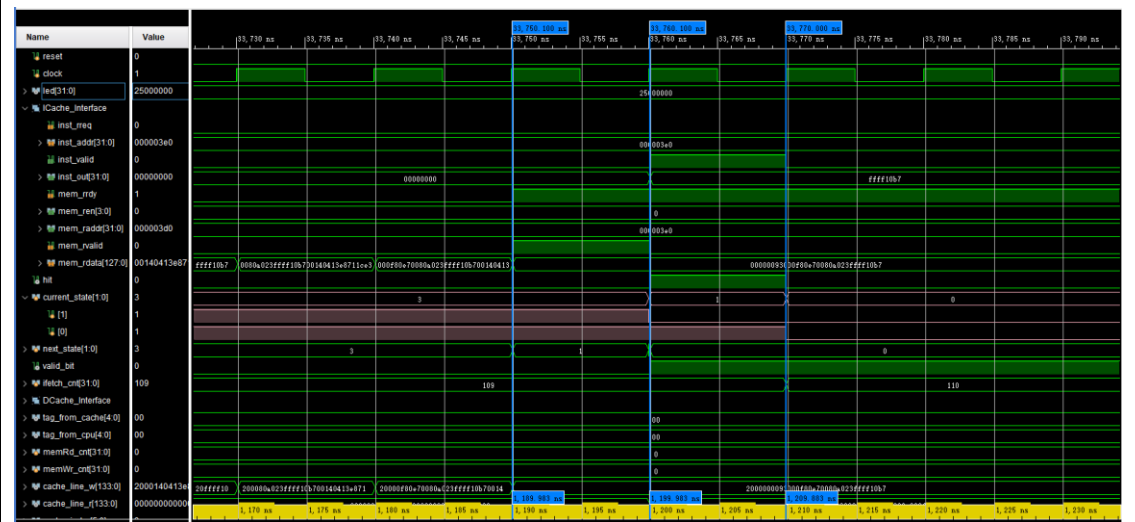 33,750.100 ns 33,760.100 ns 33,770.000 ns
Name Value 33,730 ns 33,735 ns 33,740 ns 33,745 ns 33,750 ns 33,755 ns 33,760 ns 33,765 ns 33,770 ns 33,775 ns 33,780 ns 33,785 ns 33,790 ns
reset 0
clock 1
led[31:0] 25000000 25000000
ICache_Interface
inst_rreq 0
inst_addr[31:0] 000003e0 000003e0
inst_valid 0
inst_out[31:0] 00000000 00000000 ffff10b7
mem_rrdy 1
mem_ren[3:0] 0 0
mem_raddr[31:0] 000003d0 000003e0
mem_rvalid 0
mem_rdata[127:0] 00140413e87 ffff10b7 0080a023ffff10b700140413e8711ce3 000f80e70080a023ffff10b700140413
hit 0
current_state[1:0] 3 3 1 0
[1] 1
[0] 1
next_state[1:0] 3 3 1 0
valid_bit 0
ifetch_cnt[31:0] 109 109 110
DCache_Interface
tag_from_cache[4:0] 00 00
tag_from_cpu[4:0] 00 00
memRd_cnt[31:0] 0 0
memWr_cnt[31:0] 0 0
cache_line_w[133:0] 2000140413e 20ffff10 200000f80e70080a023ffff10b70014
1,189.983 ns 1,199.983 ns 1,209.883 ns
cache_line_r[133:0] 1,170 ns 1,175 ns 1,180 ns 1,185 ns 1,190 ns 1,195 ns 1,200 ns 1,205 ns 1,210 ns 1,215 ns 1,220 ns 1,225 ns 1,230 ns